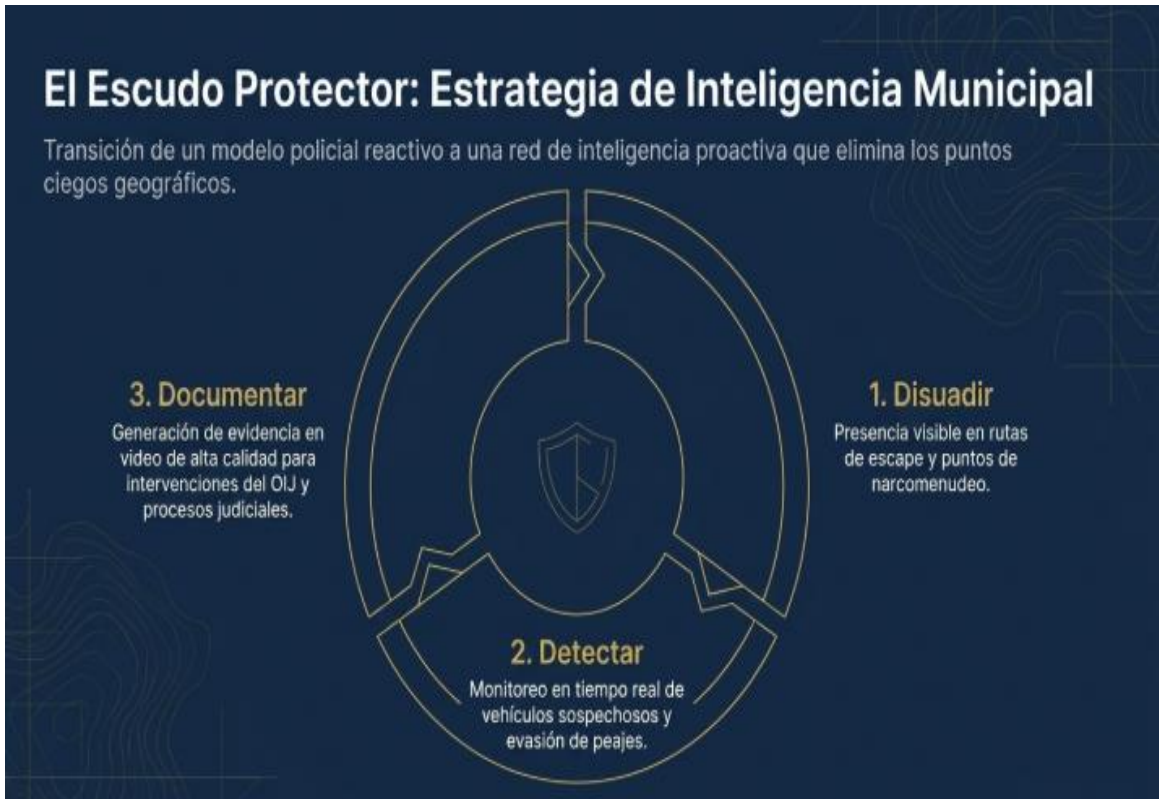 El Escudo Protector: Estrategia de Inteligencia Municipal
Transición de un modelo policial reactivo a una red de inteligencia proactiva que elimina los puntos
ciegos geográficos.
1. Disuadir
Presencia visible en rutas
de escape y puntos de
narcomenudeo.
2. Detectar
Monitoreo en tiempo real de
vehículos sospechosos y
evasión de peajes.
3. Documentar
Generación de evidencia en
video de alta calidad para
intervenciones del OIJ y
procesos judiciales.